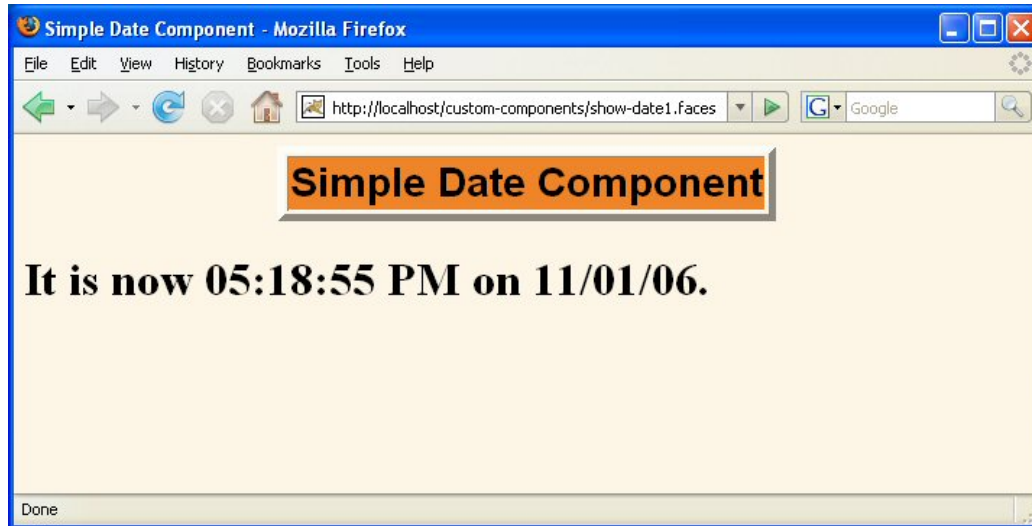 Simple Date Component - Mozilla Firefox
File Edit View History Bookmarks Tools Help
http://localhost/custom-components/show-date1.faces G Google
Simple Date Component
It is now 05:18:55 PM on 11/01/06.
Done